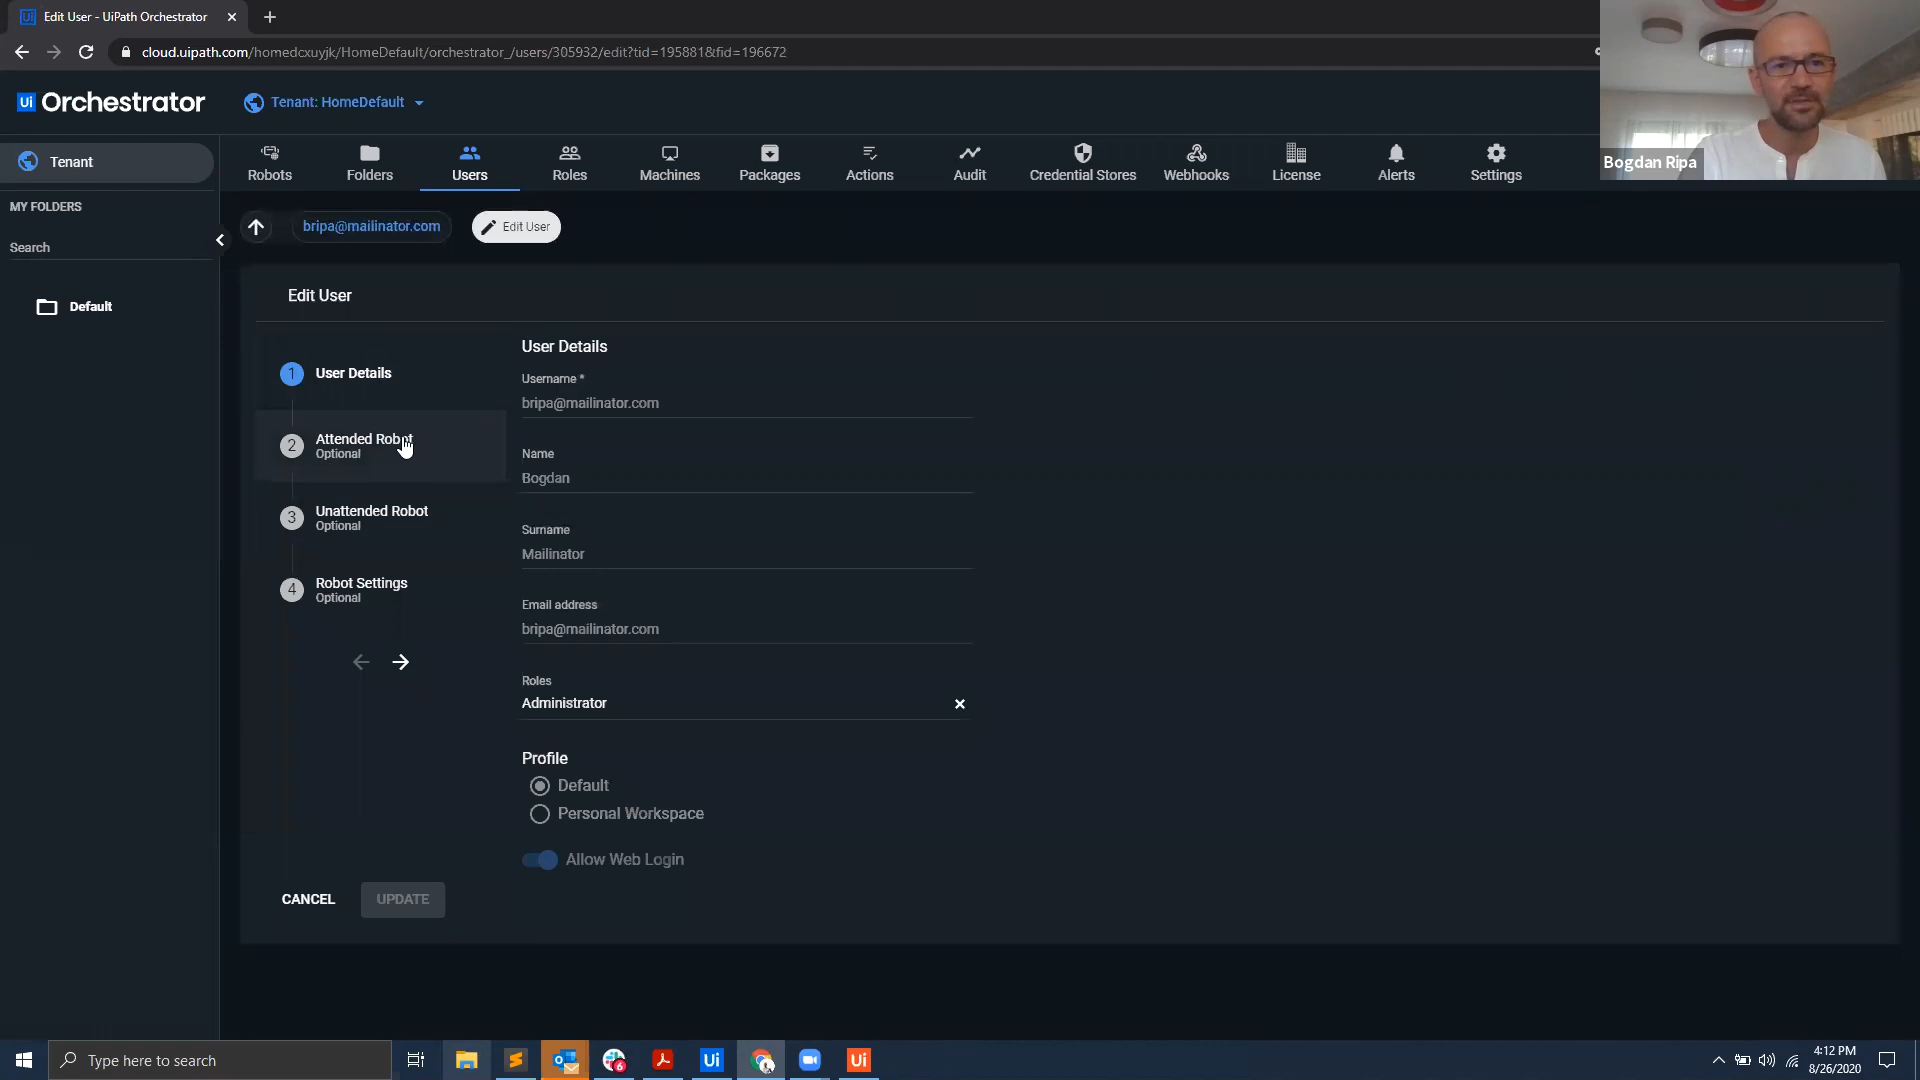 Edit User - UiPath Orchestrator
cloud.uipath.com/homedcxuyjk/HomeDefault/orchestrator_/users/305932/edit?tid=195881&fid=196672
Ui Orchestrator
Tenant: HomeDefault
Bogdan Ripa
Tenant
Robots
Folders
Users
Roles
Machines
Packages
Actions
Audit
Credential Stores
Webhooks
License
Alerts
Settings
MY FOLDERS
Search
Default
bripa@mailinator.com
Edit User
Edit User
1 User Details
2 Attended Robot
Optional
3 Unattended Robot
Optional
4 Robot Settings
Optional
User Details
Username *
bripa@mailinator.com
Name
Bogdan
Surname
Mailinator
Email address
bripa@mailinator.com
Roles
Administrator
Profile
Default
Personal Workspace
Allow Web Login
CANCEL
UPDATE
Type here to search
6
Ui
Ui
4:12 PM
8/26/2020